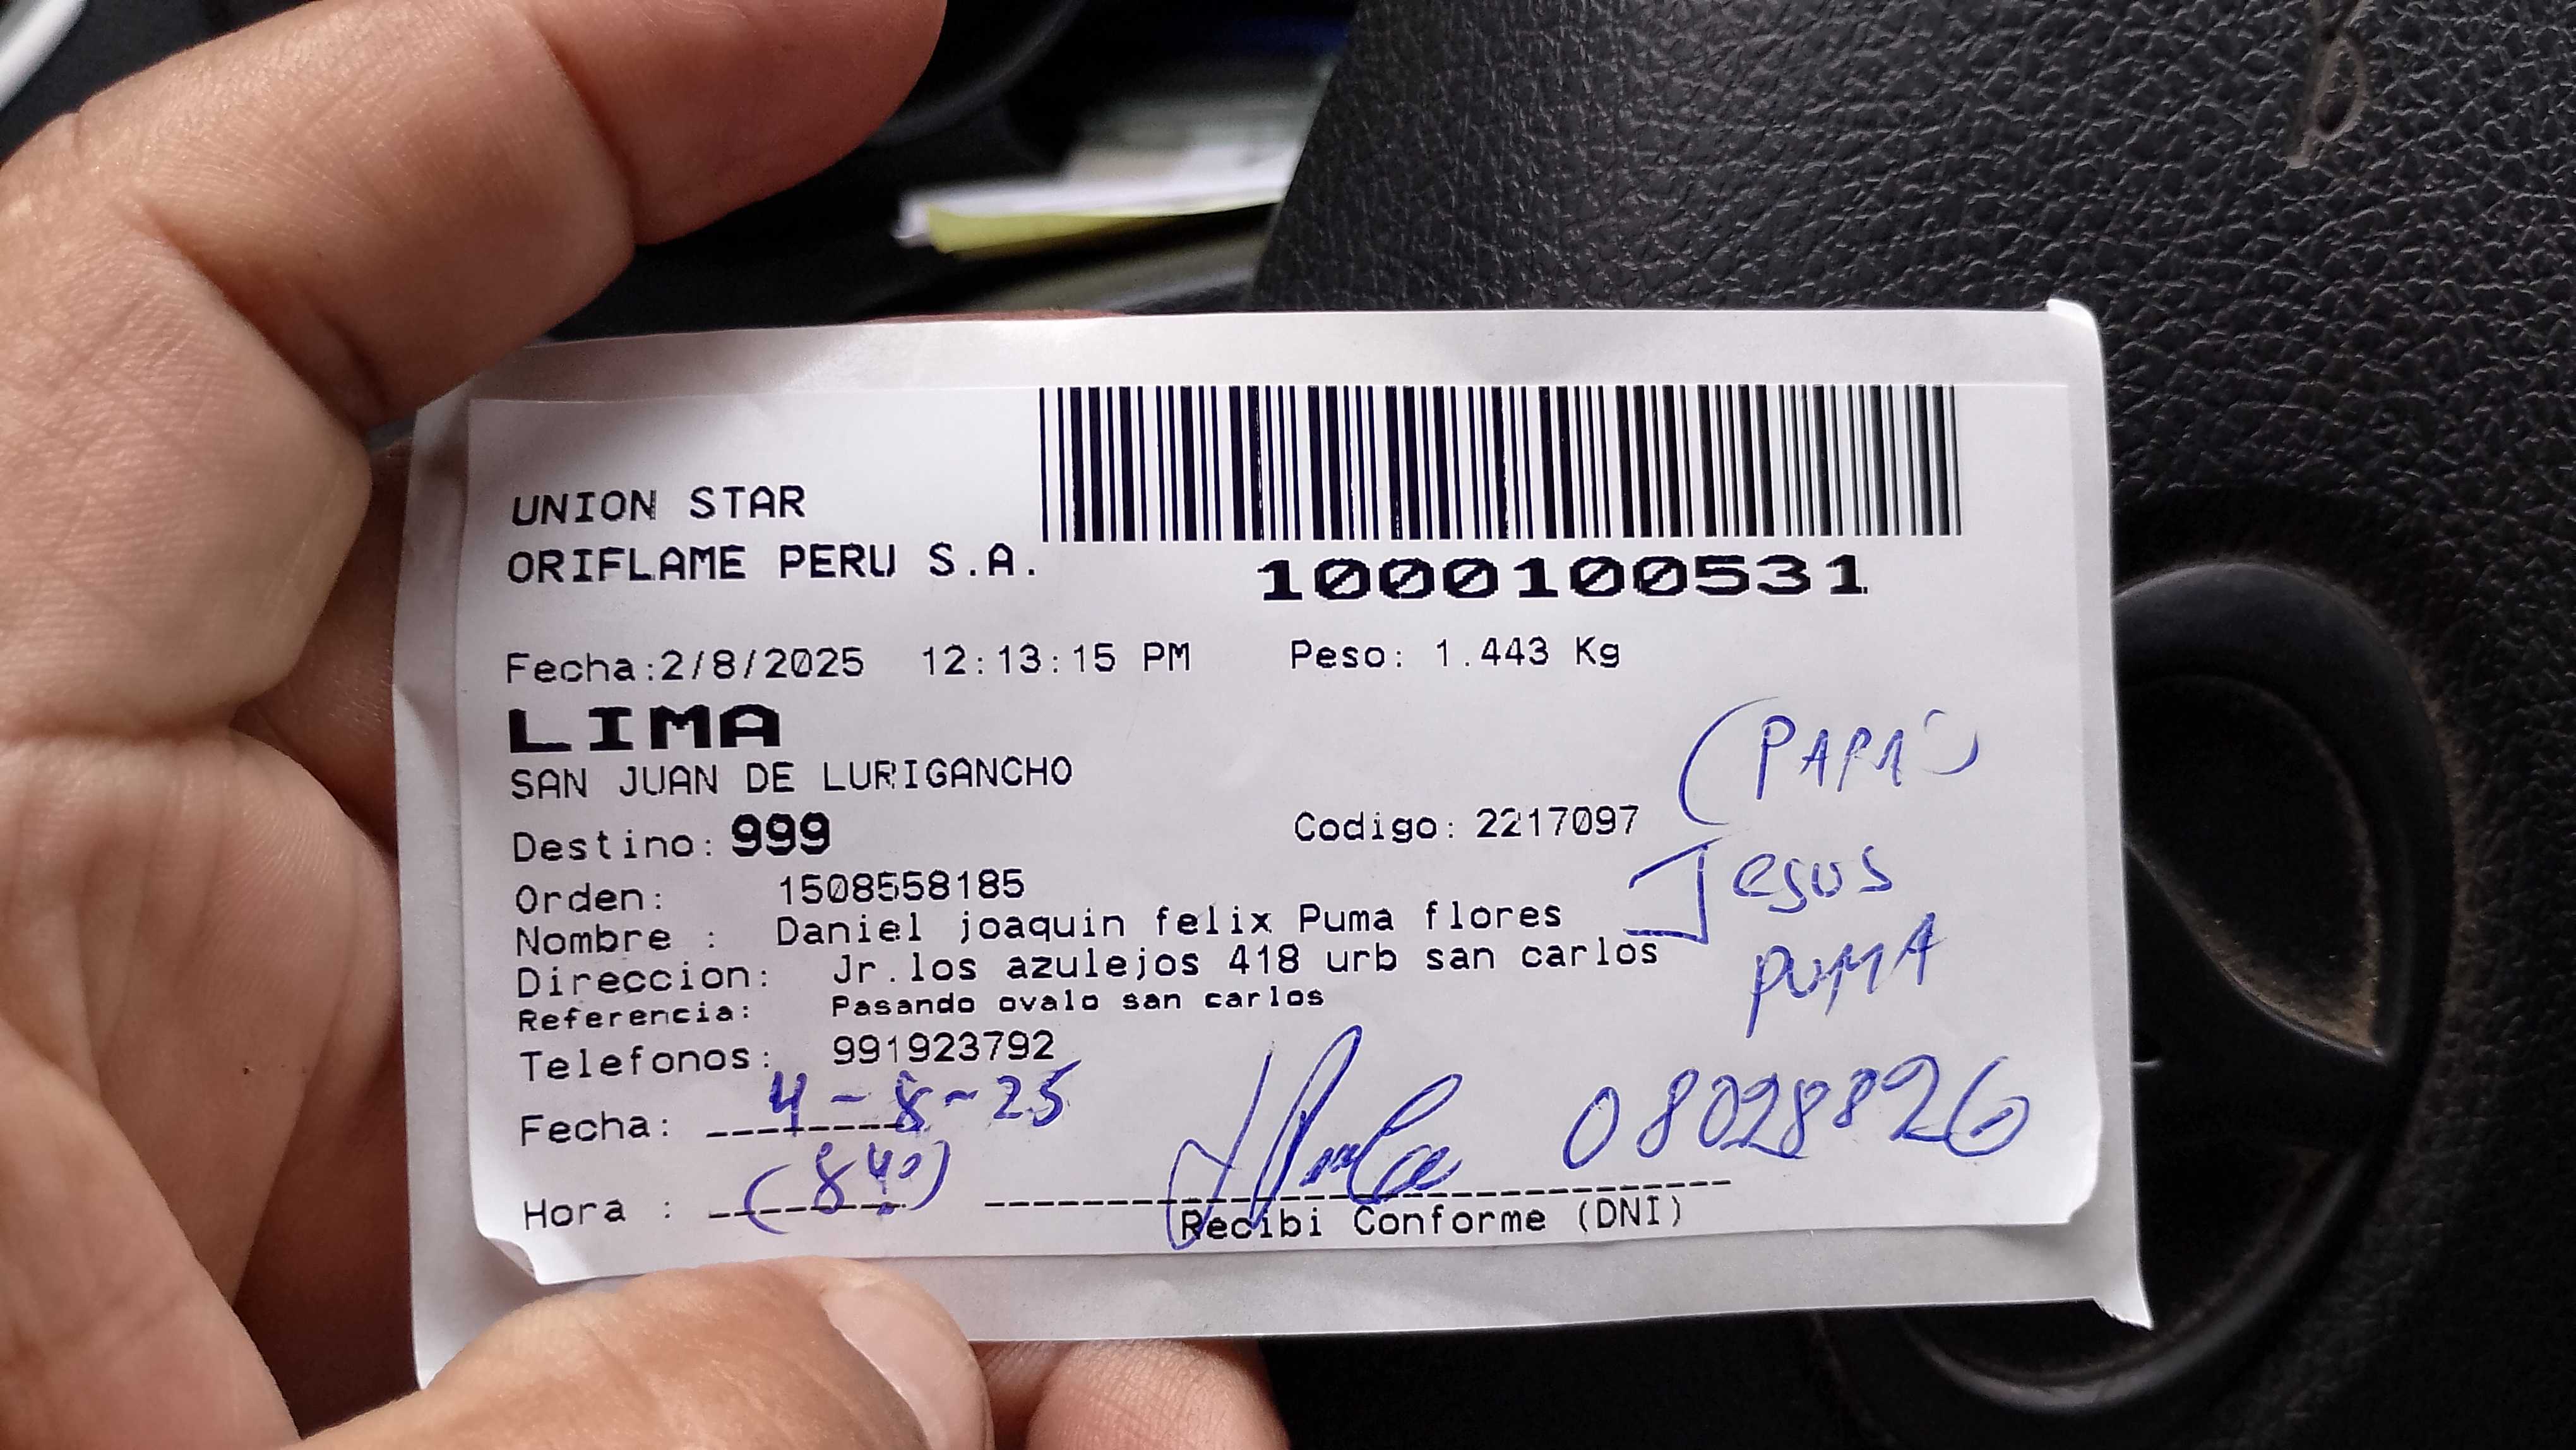 UNION STAR
ORIFLAME PERU S.A.
1000100531
Fecha:2/8/2025 12:13:15 PM Peso: 1.443 Kg
LIMA
SAN JUAN DE LURIGANCHO
(PAPÁ)
Destino: 999 Codigo: 2217097
Orden: 1508558185
Jesus
Nombre : Daniel joaquin felix Puma flores
Direccion: Jr.los azulejos 418 urb san carlos
PUMA
Referencia: Pasando ovalo san carlos
Telefonos: 991923792
Fecha: 4-8-25
08028826
Hora : (840)
Recibi Conforme (DNI)